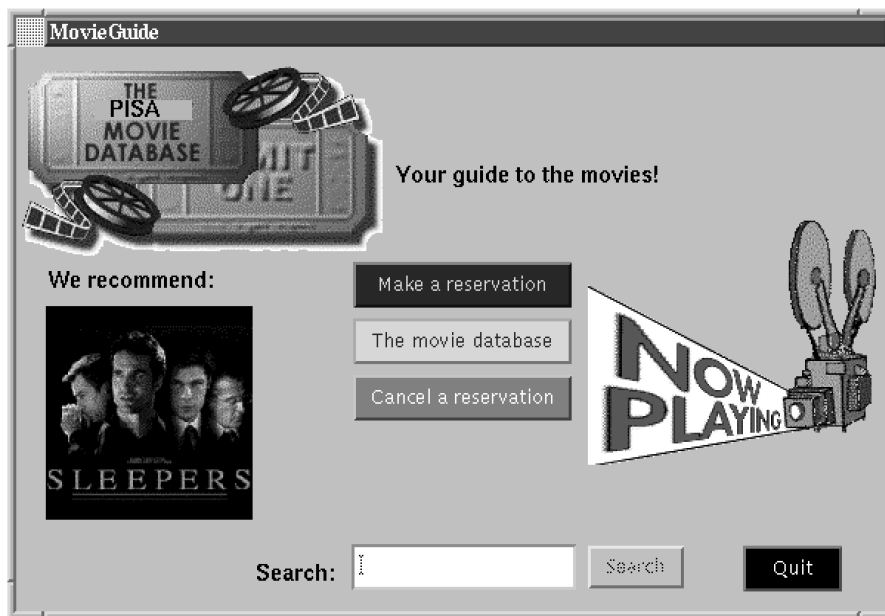 MovieGuide
THE
PISA
MOVIE
DATABASE
ONE
Your guide to the movies!
We recommend:
Make a reservation
The movie database
Cancel a reservation
NOW
PLAYING
SLEEPERS
Search:
Search
Quit